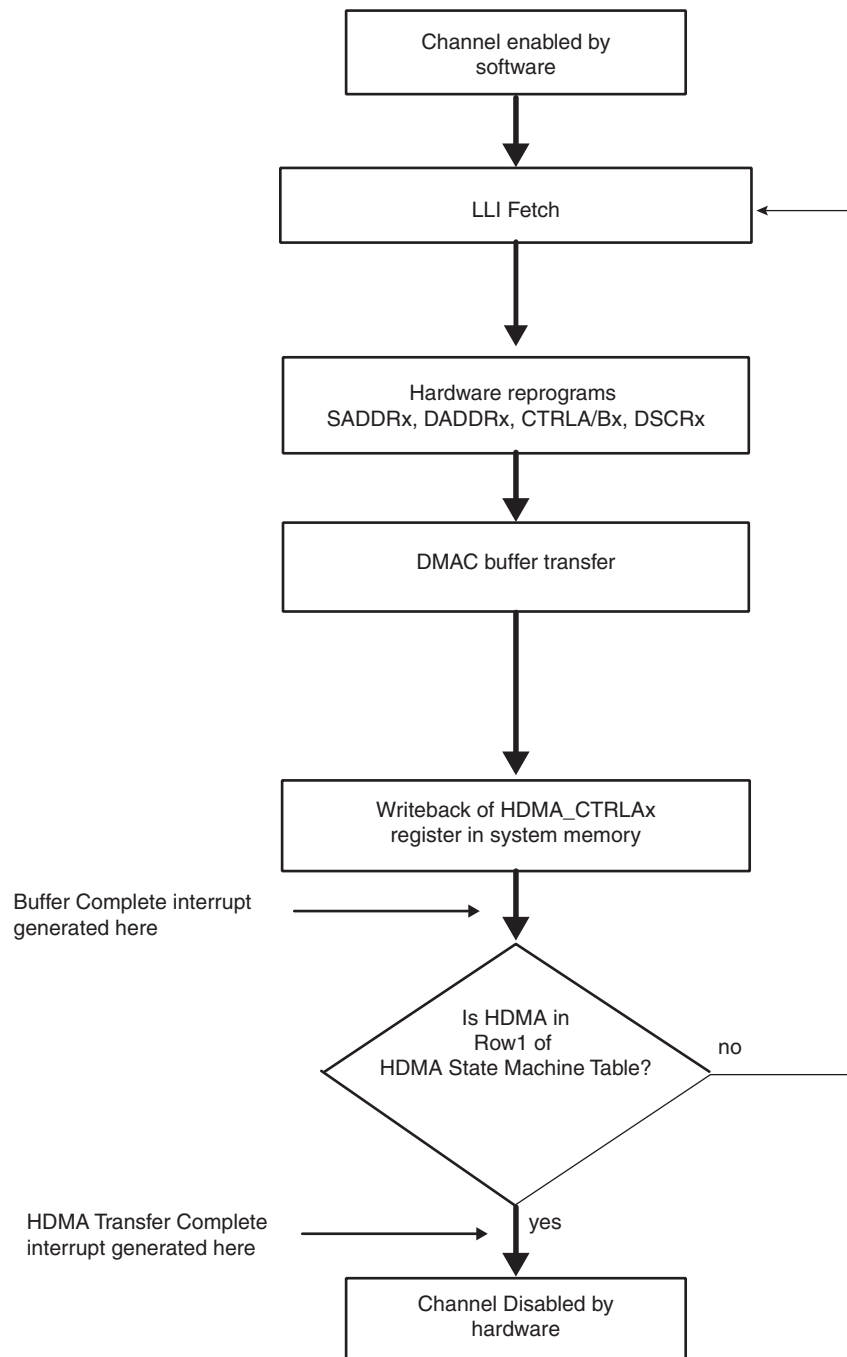 Channel enabled by
software
LLI Fetch
Hardware reprograms
SADDRx, DADDRx, CTRLA/Bx, DSCRx
DMAC buffer transfer
Writeback of HDMA_CTRLAx
register in system memory
Buffer Complete interrupt
generated here
Is HDMA in
Row1 of
HDMA State Machine Table?
no
HDMA Transfer Complete
interrupt generated here
yes
Channel Disabled by
hardware